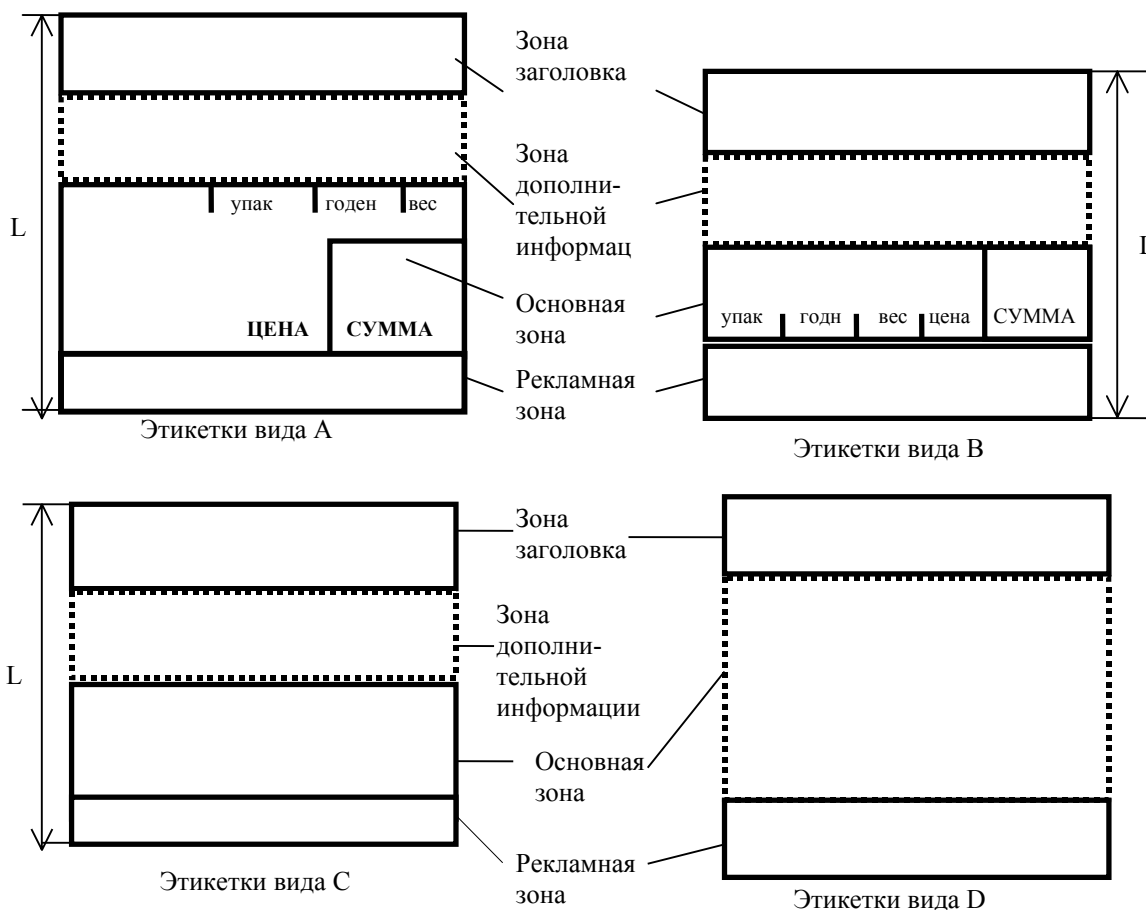 Зона
заголовка
Зона
дополни-
тельной
информац
L
упак
годен
вес
упак
годн
вес
цена
СУММА
Основная
зона
ЦЕНА
СУММА
Рекламная
зона
Этикетки вида А
Этикетки вида В
Зона
заголовка
Зона
дополни-
тельной
информации
L
Основная
зона
Рекламная
зона
Этикетки вида С
Этикетки вида D